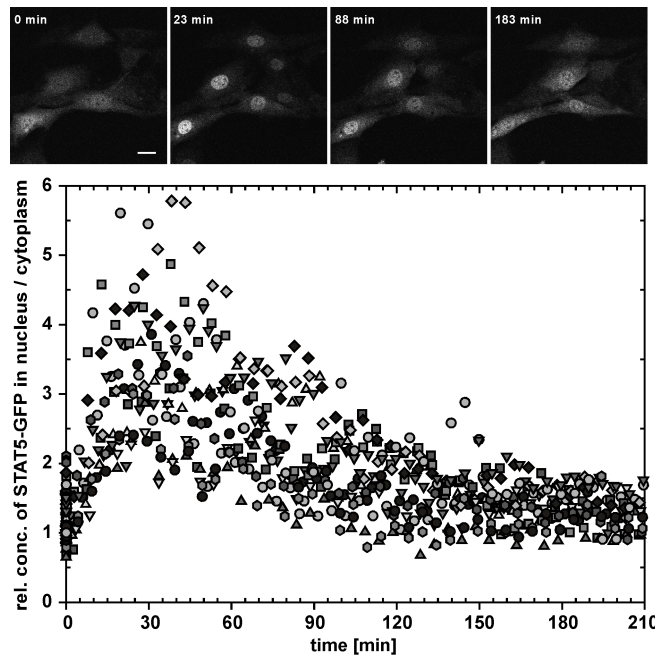 0 min
23 min
88 min
183 min
rel. conc. of STAT5-GFP in nucleus / cytoplasm
6
5
4
3
2
1
0
0 30 60 90 120 150 180 210
time [min]